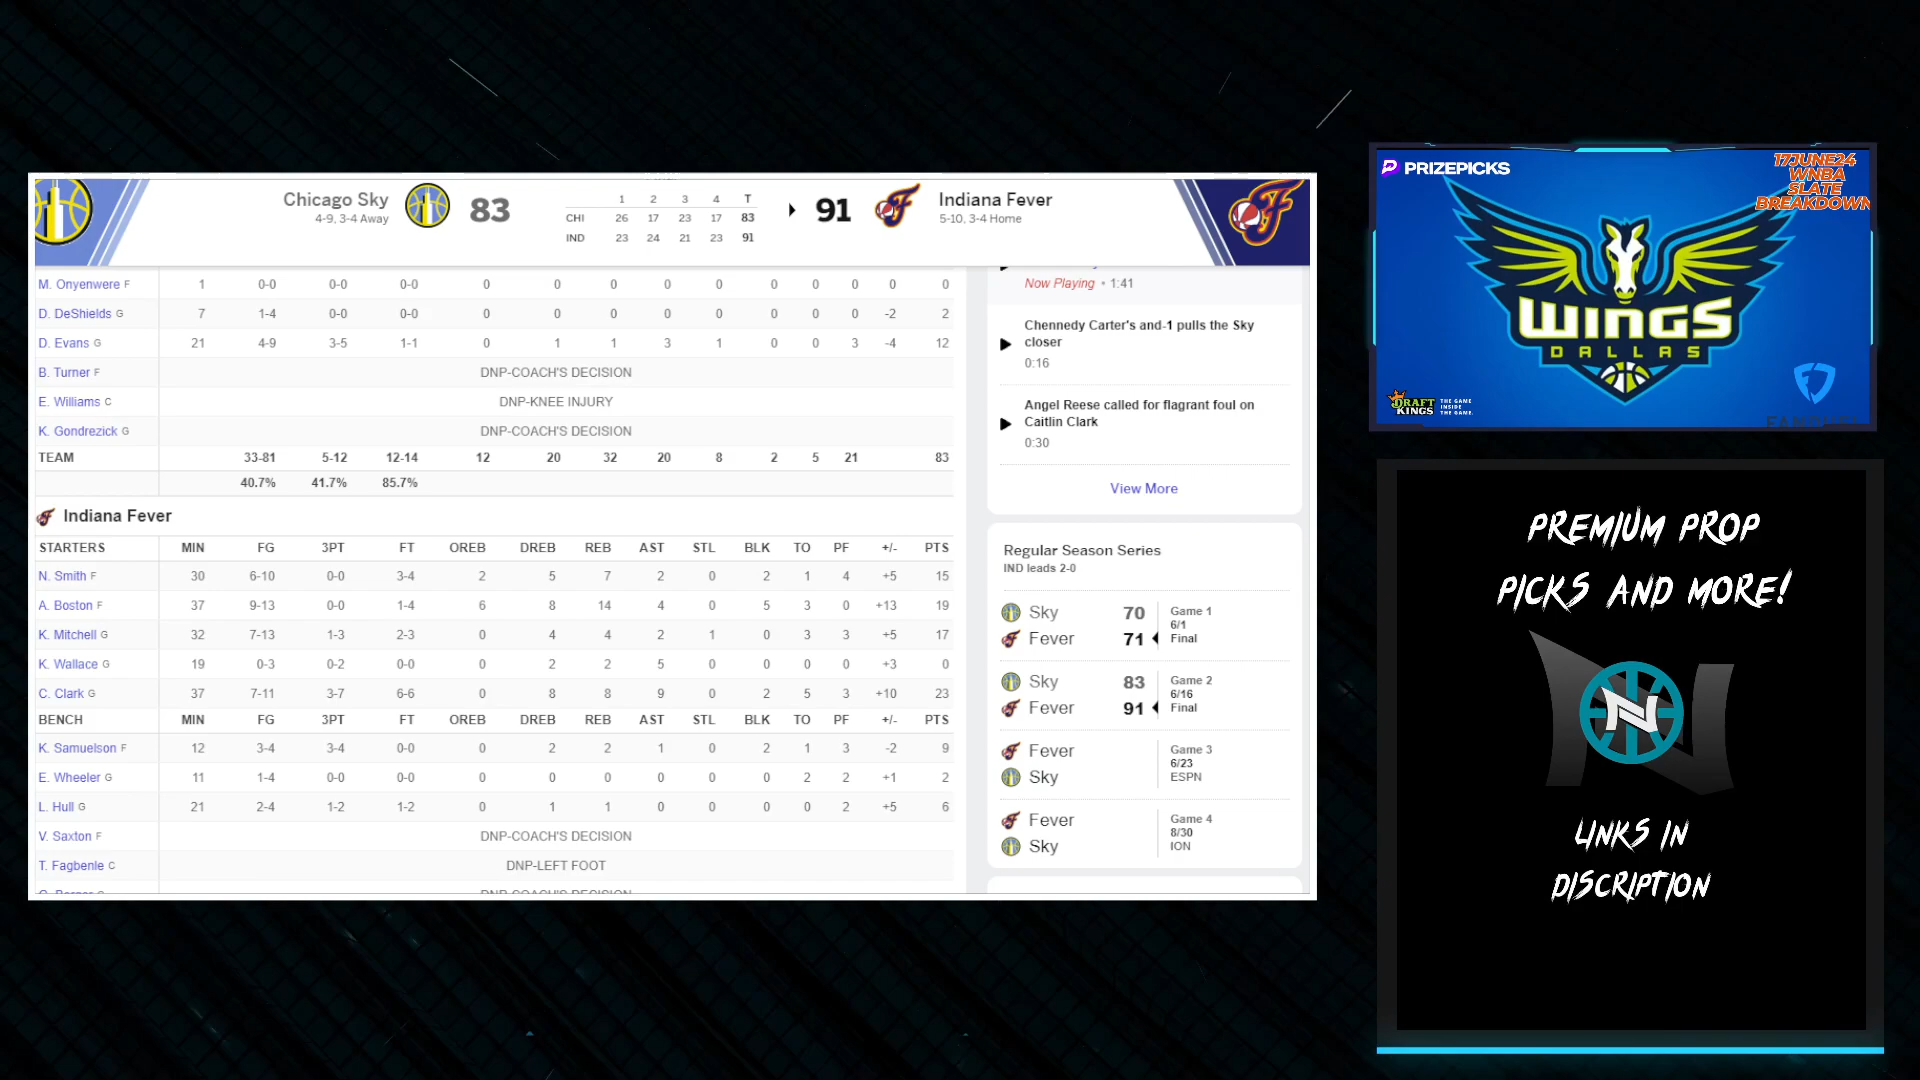 Chicago Sky
4-9, 3-4 Away
83
1 2 3 4 T
CHI 26 17 23 17 83
IND 23 24 21 23 91
91
Indiana Fever
5-10, 3-4 Home
M. Onyenwere F 1 0-0 0-0 0-0 0 0 0 0 0 0 0 0 0 0
D. DeShields G 7 1-4 0-0 0-0 0 0 0 0 0 0 0 0 -2 2
D. Evans G 21 4-9 3-5 1-1 0 1 1 3 1 0 0 3 -4 12
B. Turner F DNP-COACH'S DECISION
E. Williams C DNP-KNEE INJURY
K. Gondrezick G DNP-COACH'S DECISION
TEAM 33-81 5-12 12-14 12 20 32 20 8 2 5 21 83
40.7% 41.7% 85.7%
Indiana Fever
STARTERS MIN FG 3PT FT OREB DREB REB AST STL BLK TO PF +/- PTS
N. Smith F 30 6-10 0-0 3-4 2 5 7 2 0 2 1 4 +5 15
A. Boston F 37 9-13 0-0 1-4 6 8 14 4 0 5 3 0 +13 19
K. Mitchell G 32 7-13 1-3 2-3 0 4 4 2 1 0 3 3 +5 17
K. Wallace G 19 0-3 0-2 0-0 0 2 2 5 0 0 0 0 +3 0
C. Clark G 37 7-11 3-7 6-6 0 8 8 9 0 2 5 3 +10 23
BENCH MIN FG 3PT FT OREB DREB REB AST STL BLK TO PF +/- PTS
K. Samuelson F 12 3-4 3-4 0-0 0 2 2 1 0 2 1 3 -2 9
E. Wheeler G 11 1-4 0-0 0-0 0 0 0 0 0 0 2 2 +1 2
L. Hull G 21 2-4 1-2 1-2 0 1 1 0 0 0 0 2 +5 6
V. Saxton F DNP-COACH'S DECISION
T. Fagbenle C DNP-LEFT FOOT
DNP-COACH'S DECISION
Now Playing • 1:41
Chennedy Carter's and-1 pulls the Sky
closer
0:16
Angel Reese called for flagrant foul on
Caitlin Clark
0:30
View More
Regular Season Series
IND leads 2-0
Sky 70 Game 1
6/1
Fever 71 Final
Sky 83 Game 2
6/16
Fever 91 Final
Fever Game 3
6/23
Sky ESPN
Fever Game 4
8/30
Sky ION
PRIZEPICKS
17JUNE24
WNBA
SLATE
BREAKDOWN
WINGS
DALLAS
DRAFT
KINGS
THE GAME
INSIDE
THE GAME.
PREMIUM PROP
PICKS AND MORE!
N
LINKS IN
DISCRIPTION